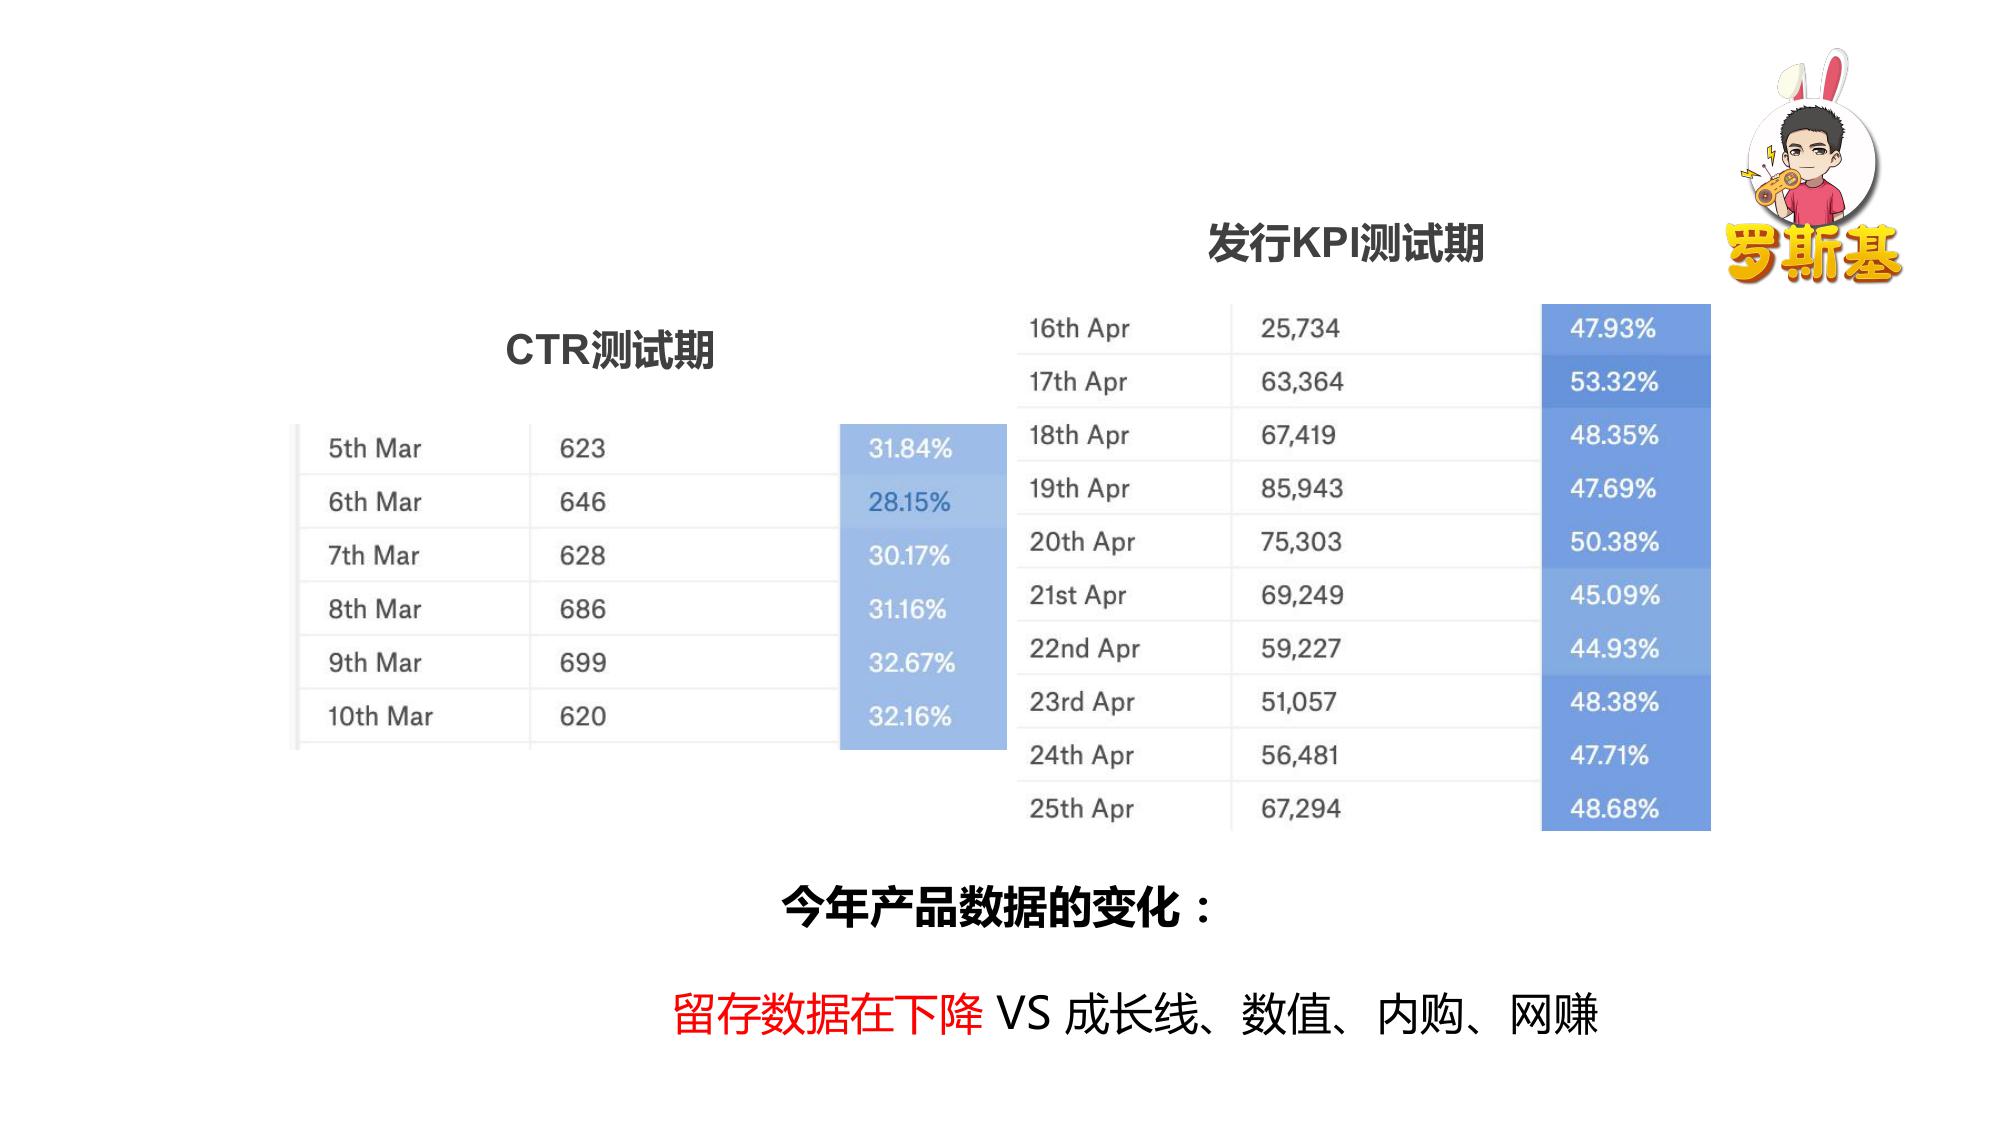 罗斯基
CTR测试期
5th Mar 623 31.84%
6th Mar 646 28.15%
7th Mar 628 30.17%
8th Mar 686 31.16%
9th Mar 699 32.67%
10th Mar 620 32.16%
发行KPI测试期
16th Apr 25,734 47.93%
17th Apr 63,364 53.32%
18th Apr 67,419 48.35%
19th Apr 85,943 47.69%
20th Apr 75,303 50.38%
21st Apr 69,249 45.09%
22nd Apr 59,227 44.93%
23rd Apr 51,057 48.38%
24th Apr 56,481 47.71%
25th Apr 67,294 48.68%
今年产品数据的变化：
留存数据在下降 VS 成长线、数值、内购、网赚